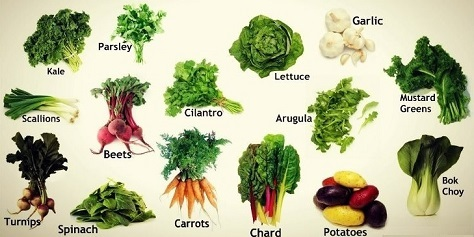 Garlic
Parsley
Kale
Lettuce
Mustard
Greens
Scallions
Cilantro
Arugula
Beets
Bok
Choy
Turnips
Spinach
Carrots
Chard
Potatoes